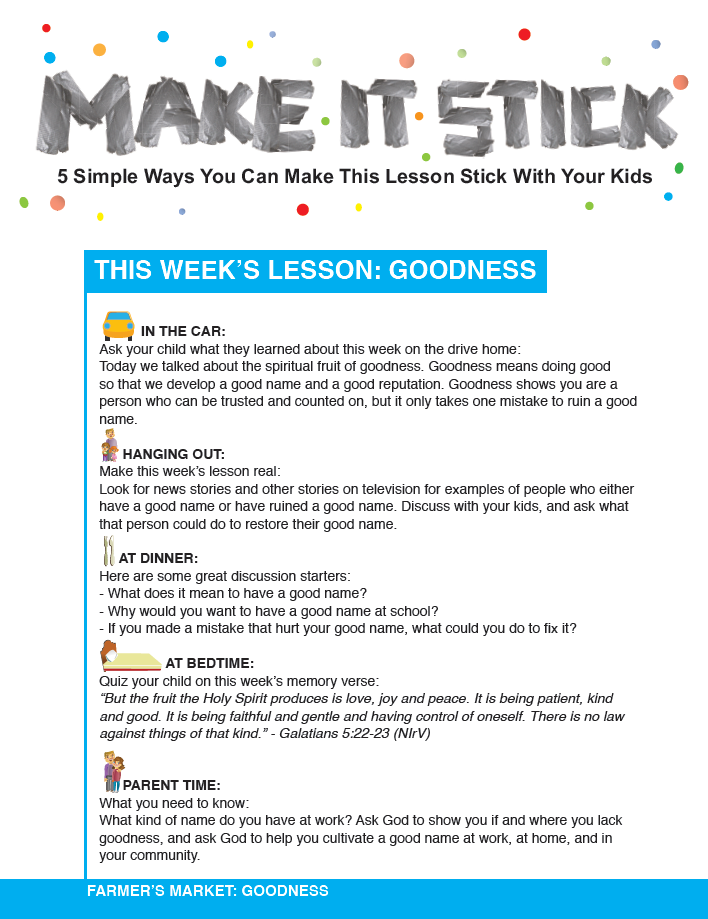 MAKE IT STICK
5 Simple Ways You Can Make This Lesson Stick With Your Kids
THIS WEEK’S LESSON: GOODNESS
IN THE CAR:
Ask your child what they learned about this week on the drive home:
Today we talked about the spiritual fruit of goodness. Goodness means doing good
so that we develop a good name and a good reputation. Goodness shows you are a
person who can be trusted and counted on, but it only takes one mistake to ruin a good
name.
HANGING OUT:
Make this week’s lesson real:
Look for news stories and other stories on television for examples of people who either
have a good name or have ruined a good name. Discuss with your kids, and ask what
that person could do to restore their good name.
AT DINNER:
Here are some great discussion starters:
- What does it mean to have a good name?
- Why would you want to have a good name at school?
- If you made a mistake that hurt your good name, what could you do to fix it?
AT BEDTIME:
Quiz your child on this week’s memory verse:
“But the fruit the Holy Spirit produces is love, joy and peace. It is being patient, kind
and good. It is being faithful and gentle and having control of oneself. There is no law
against things of that kind.” - Galatians 5:22-23 (NIrV)
PARENT TIME:
What you need to know:
What kind of name do you have at work? Ask God to show you if and where you lack
goodness, and ask God to help you cultivate a good name at work, at home, and in
your community.
FARMER’S MARKET: GOODNESS